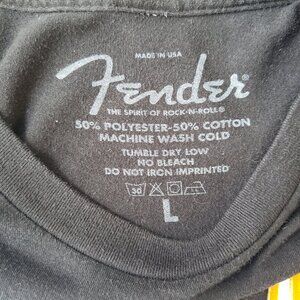 MADE IN USA
Fender
THE SPIRIT OF ROCK-N-ROLL®
50% POLYESTER-50% COTTON
MACHINE WASH COLD
TUMBLE DRY LOW
NO BLEACH
DO NOT IRON IMPRINTED
30
L